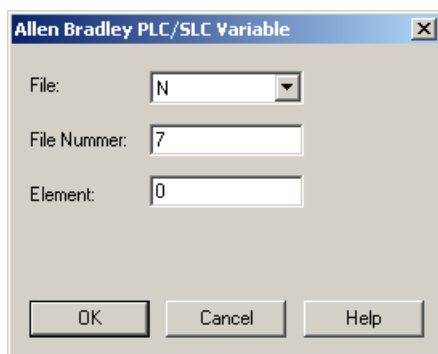 Allen Bradley PLC/SLC Variable
File: N
File Nummer: 7
Element: 0
OK Cancel Help